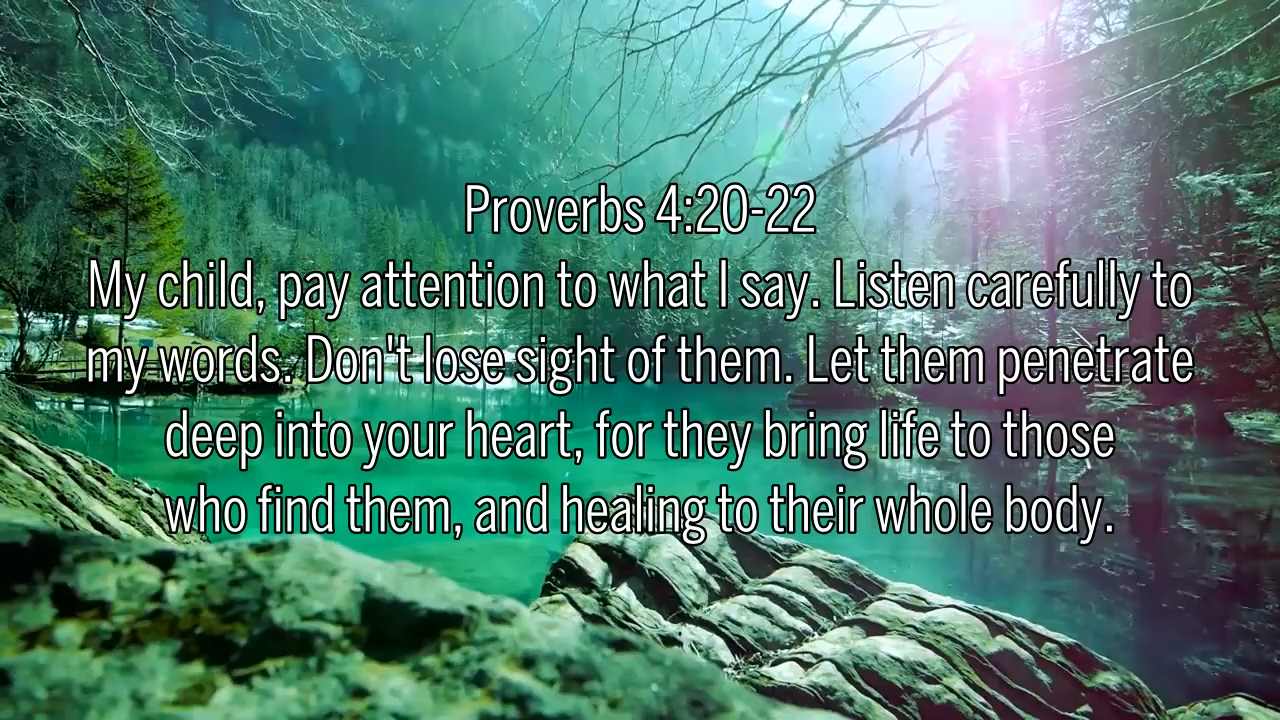 Proverbs 4:20-22
My child, pay attention to what I say. Listen carefully to
my words. Don't lose sight of them. Let them penetrate
deep into your heart, for they bring life to those
who find them, and healing to their whole body.